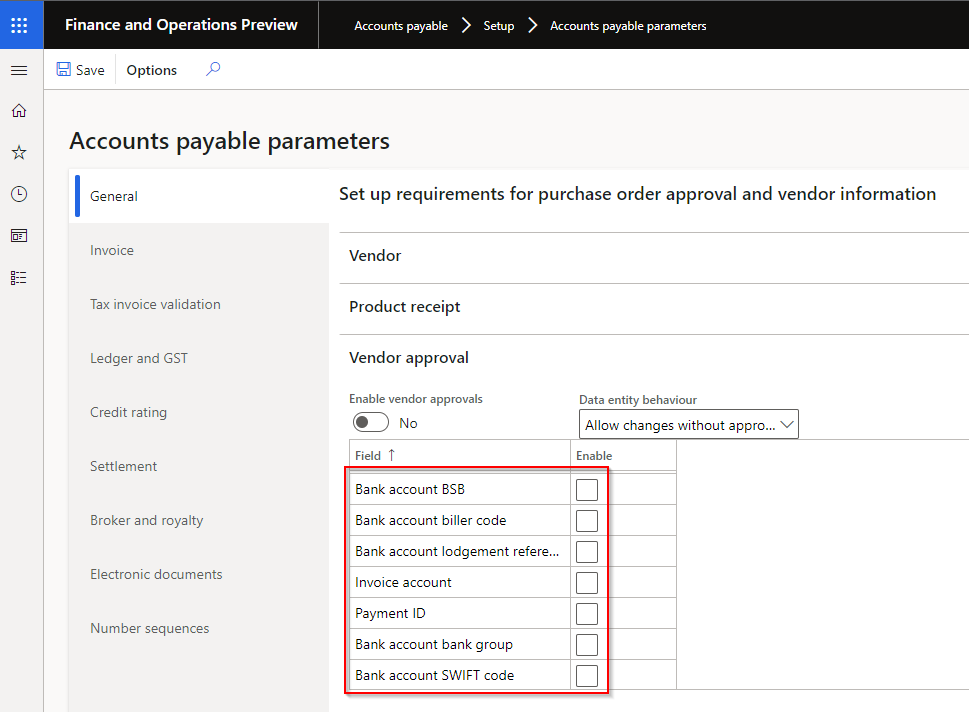 Finance and Operations Preview
Accounts payable
Setup
Accounts payable parameters
Save
Options
Accounts payable parameters
General
Invoice
Tax invoice validation
Ledger and GST
Credit rating
Settlement
Broker and royalty
Electronic documents
Number sequences
Set up requirements for purchase order approval and vendor information
Vendor
Product receipt
Vendor approval
Enable vendor approvals
No
Data entity behaviour
Allow changes without appro...
Field ↑ Enable
Bank account BSB
Bank account biller code
Bank account lodgement refere...
Invoice account
Payment ID
Bank account bank group
Bank account SWIFT code